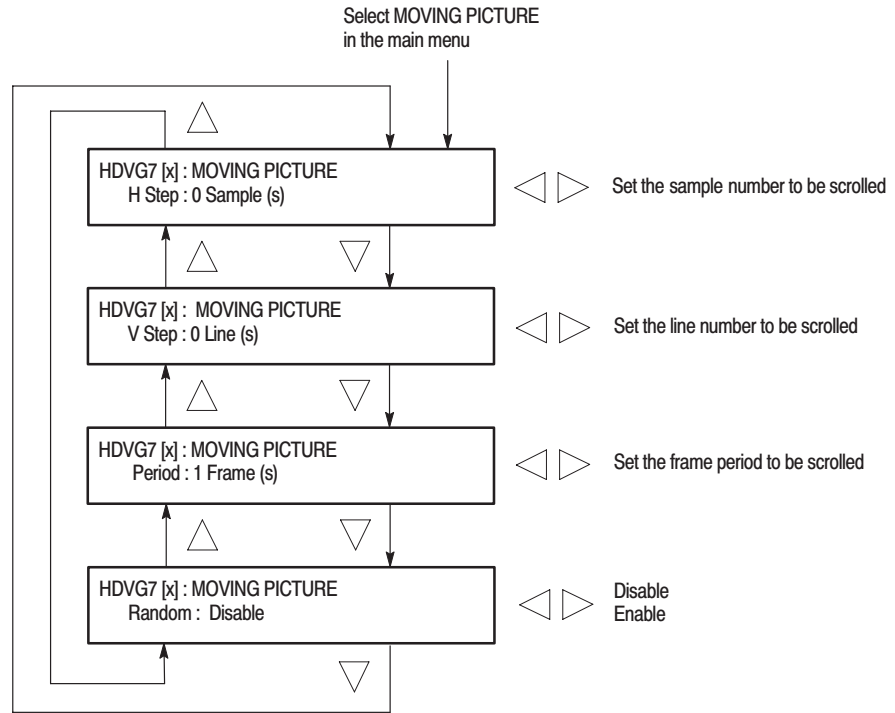 Select MOVING PICTURE
in the main menu
HDVG7 [x] : MOVING PICTURE
H Step : 0 Sample (s)
Set the sample number to be scrolled
HDVG7 [x] : MOVING PICTURE
V Step : 0 Line (s)
Set the line number to be scrolled
HDVG7 [x] : MOVING PICTURE
Period : 1 Frame (s)
Set the frame period to be scrolled
HDVG7 [x] : MOVING PICTURE
Random : Disable
Disable
Enable